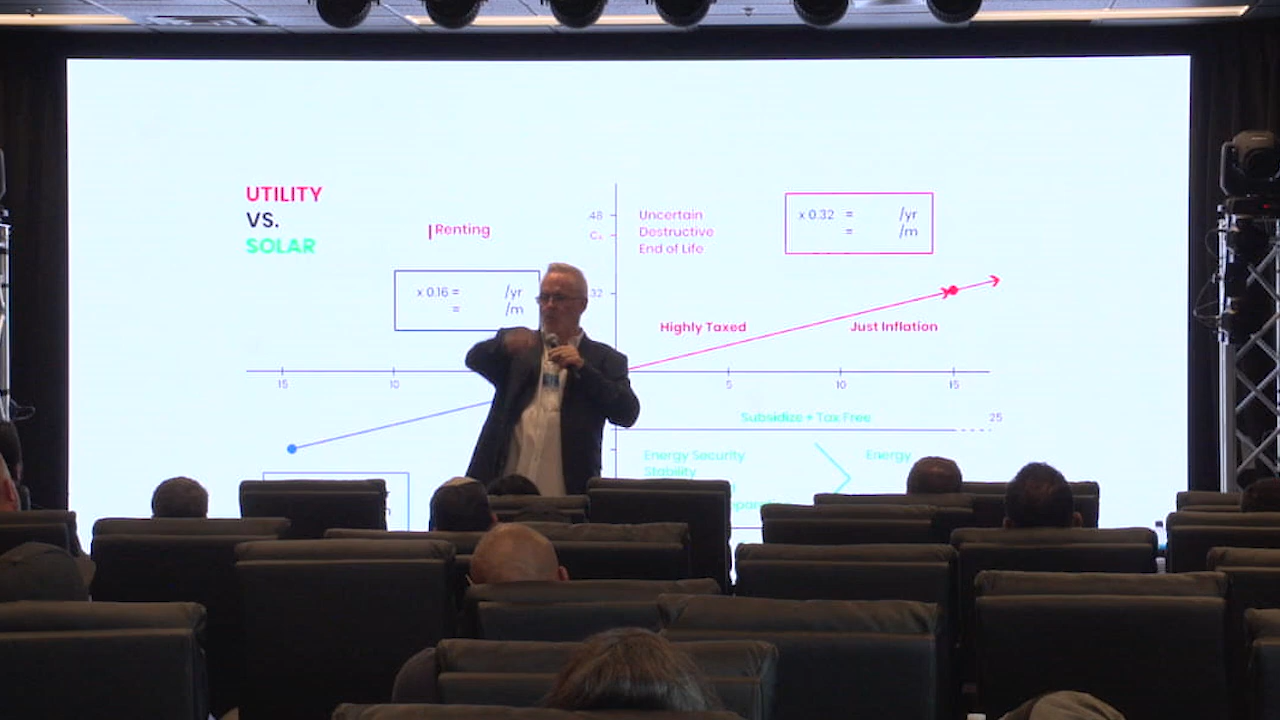 UTILITY
VS.
SOLAR
Renting
x 0.16 = /yr
= /m
.48
.32
Uncertain
Destructive
End of Life
x 0.32 = /yr
= /m
Highly Taxed
Just Inflation
15
10
5
10
15
Subsidize + Tax Free
25
Energy Security
Stability
Energy